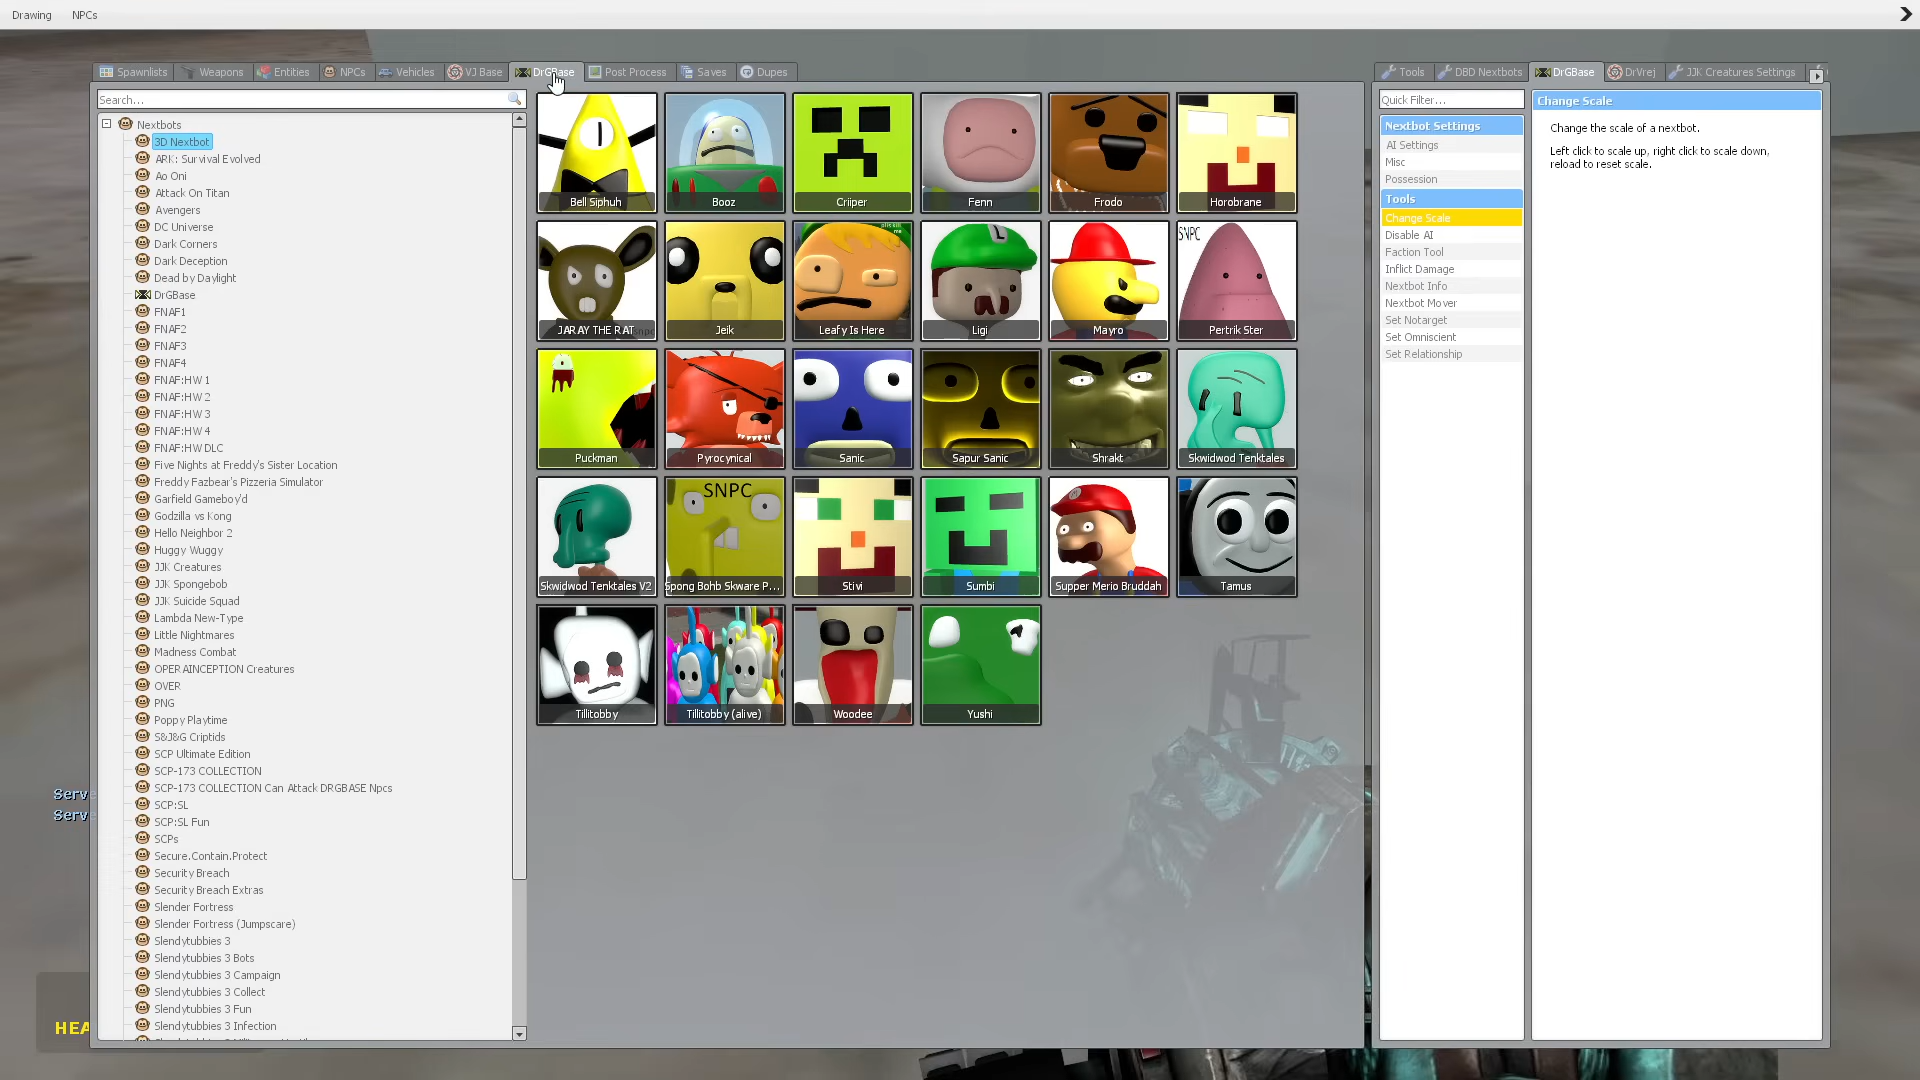 Drawing NPCs
Spawnlists Weapons Entities NPCs Vehicles VJ Base DrGBase Post Process Saves Dupes
Search...
Nextbots
3D Nextbot
ARK: Survival Evolved
Ao Oni
Attack On Titan
Avengers
DC Universe
Dark Corners
Dark Deception
Dead by Daylight
DrGBase
FNAF1
FNAF2
FNAF3
FNAF4
FNAF:HW 1
FNAF:HW 2
FNAF:HW 3
FNAF:HW 4
FNAF:HW DLC
Five Nights at Freddy's Sister Location
Freddy Fazbear's Pizzeria Simulator
Garfield Gameboy'd
Godzilla vs Kong
Hello Neighbor 2
Huggy Wuggy
JJK Creatures
JJK Spongebob
JJK Suicide Squad
Lambda New-Type
Little Nightmares
Madness Combat
OPERAINCEPTION Creatures
OVER
PNG
Poppy Playtime
S&J&G Criptids
SCP Ultimate Edition
SCP-173 COLLECTION
SCP-173 COLLECTION Can Attack DRGBASE Npcs
SCP:SL
SCP:SL Fun
SCPs
Secure.Contain.Protect
Security Breach
Security Breach Extras
Slender Fortress
Slender Fortress (Jumpscare)
Slendytubbies 3
Slendytubbies 3 Bots
Slendytubbies 3 Campaign
Slendytubbies 3 Collect
Slendytubbies 3 Fun
Slendytubbies 3 Infection
Serve
Serve
HEA
Bell Siphuh Booz Criiper Fenn Frodo Horobrane
SNPC
JARAY THE RAT Jeik Leafy Is Here Ligi Mayro Pertrik Ster
Puckman Pyrocynical Sanic Sapur Sanic Shrakt Skwidwod Tenktales
SNPC
Skwidwod Tenktales V2 Spong Bohb Skware P... Stivi Sumbi Supper Merio Bruddah Tamus
Tillitobby Tillitobby (alive) Woodee Yushi
Tools DBD Nextbots DrGBase DrVrej JJK Creatures Settings
Quick Filter...
Nextbot Settings
AI Settings
Misc
Possession
Tools
Change Scale
Disable AI
Faction Tool
Inflict Damage
Nextbot Info
Nextbot Mover
Set Notarget
Set Omniscient
Set Relationship
Change Scale
Change the scale of a nextbot.
Left click to scale up, right click to scale down,
reload to reset scale.